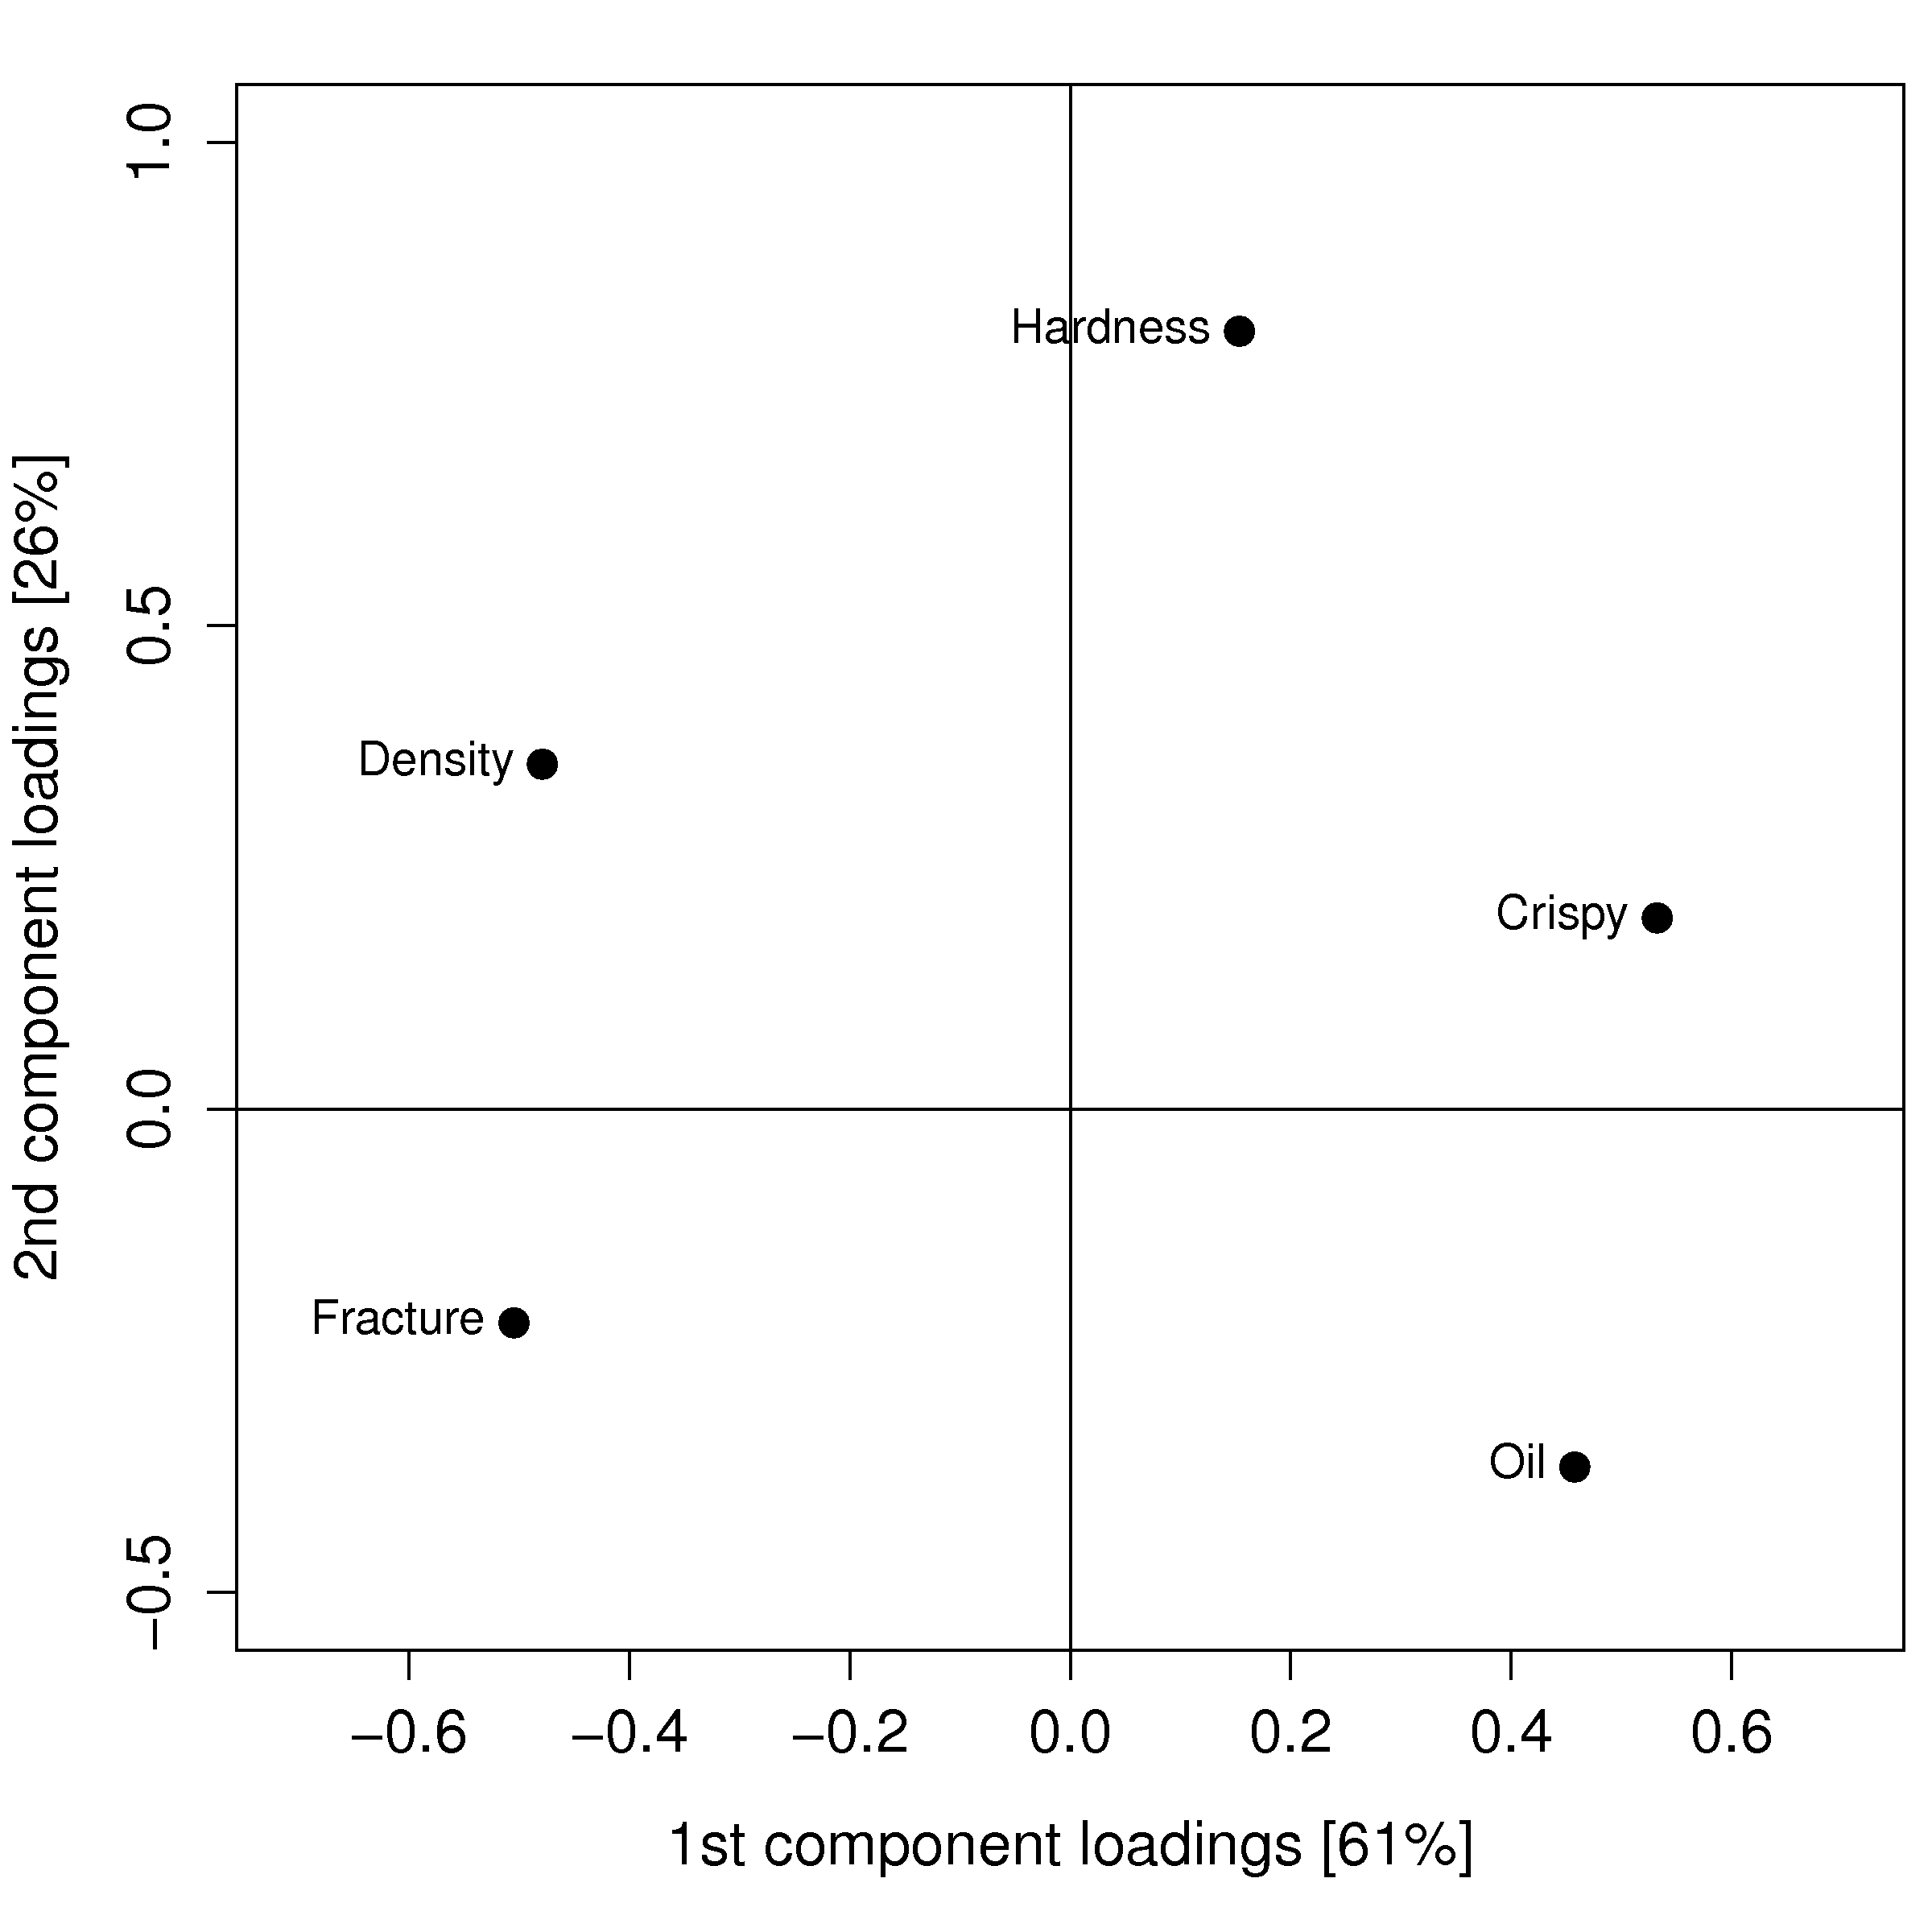 2nd component loadings [26%]
1.0
0.5
0.0
−0.5
Hardness
Density
Crispy
Fracture
Oil
−0.6 −0.4 −0.2 0.0 0.2 0.4 0.6
1st component loadings [61%]